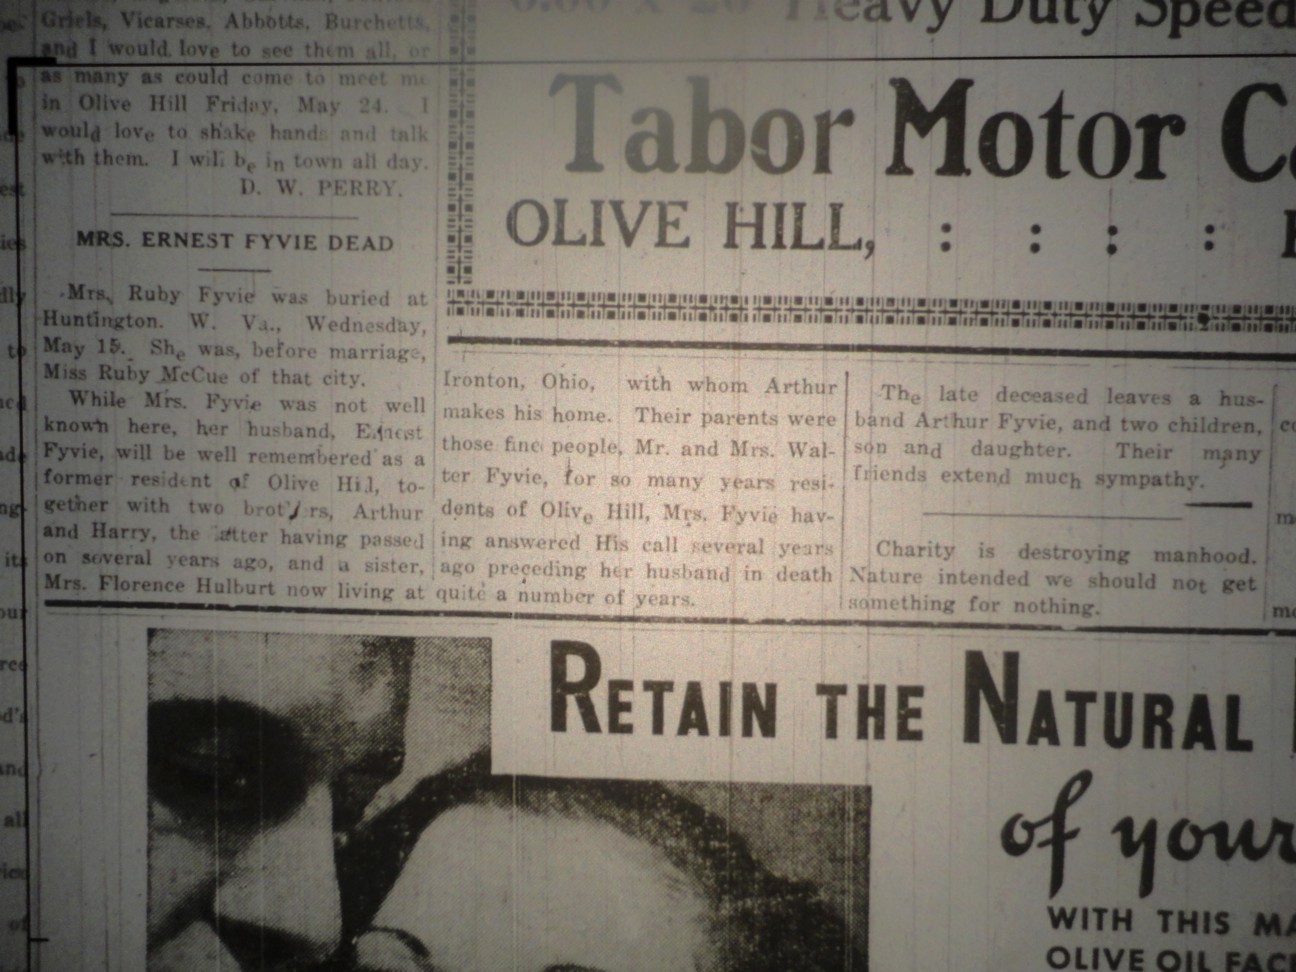 Griels, Vicarses, Abbotts, Burchetts,
and I would love to see them all, or
as many as could come to meet me
in Olive Hill Friday, May 24. I
would love to shake hands and talk
with them. I will be in town all day.
D. W. PERRY.
MRS. ERNEST FYVIE DEAD
Mrs. Ruby Fyvie was buried at
Huntington. W. Va., Wednesday,
May 15. She was, before marriage,
Miss Ruby McCue of that city.
While Mrs. Fyvie was not well
known here, her husband, Ernest
Fyvie, will be well remembered as a
former resident of Olive Hill, to-
gether with two brothers, Arthur
and Harry, the latter having passed
on several years ago, and a sister,
Mrs. Florence Hulburt now living at
Ironton, Ohio, with whom Arthur
makes his home. Their parents were
those fine people, Mr. and Mrs. Wal-
ter Fyvie, for so many years resi-
dents of Olive Hill, Mrs. Fyvie hav-
ing answered His call several years
ago preceding her husband in death
quite a number of years.
The late deceased leaves a hus-
band Arthur Fyvie, and two children,
son and daughter. Their many
friends extend much sympathy.
Charity is destroying manhood.
Nature intended we should not get
something for nothing.
Heavy Duty Speed
Tabor Motor C
OLIVE HILL, : : : :
RETAIN THE NATURAL
of your
WITH THIS MA
OLIVE OIL FAC